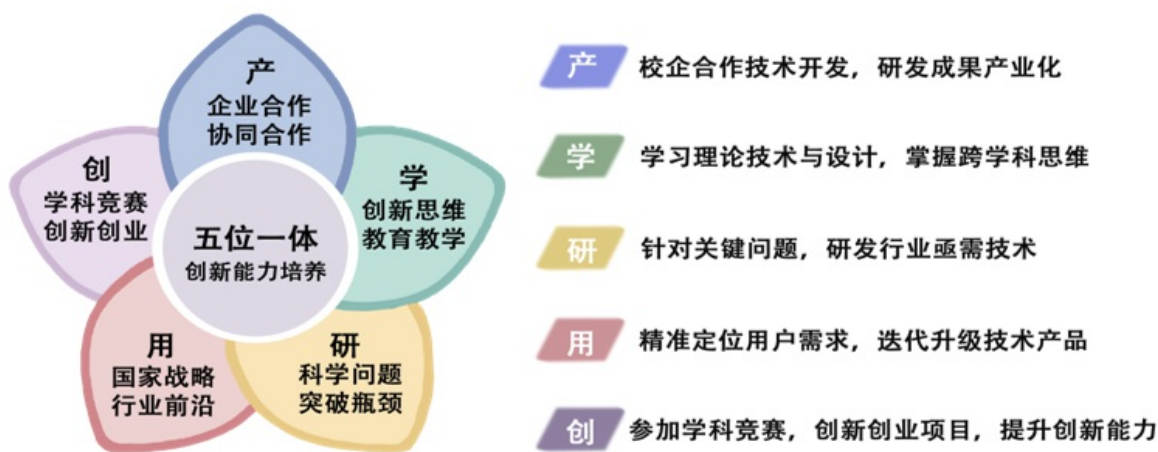 产
企业合作
协同合作
学
创新思维
教育教学
研
科学问题
突破瓶颈
用
国家战略
行业前沿
创
学科竞赛
创新创业
五位一体
创新能力培养
产 校企合作技术开发，研发成果产业化
学 学习理论技术与设计，掌握跨学科思维
研 针对关键问题，研发行业亟需技术
用 精准定位用户需求，迭代升级技术产品
创 参加学科竞赛，创新创业项目，提升创新能力